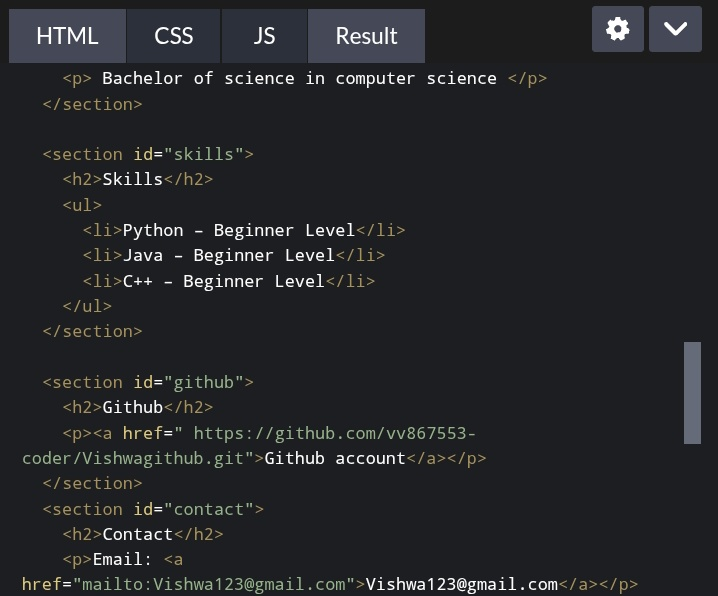 HTML CSS JS Result
<p> Bachelor of science in computer science </p>
</section>
<section id="skills">
<h2>Skills</h2>
<ul>
<li>Python – Beginner Level</li>
<li>Java – Beginner Level</li>
<li>C++ – Beginner Level</li>
</ul>
</section>
<section id="github">
<h2>Github</h2>
<p><a href=" https://github.com/vv867553-
coder/Vishwagithub.git">Github account</a></p>
</section>
<section id="contact">
<h2>Contact</h2>
<p>Email: <a
href="mailto:Vishwa123@gmail.com">Vishwa123@gmail.com</a></p>